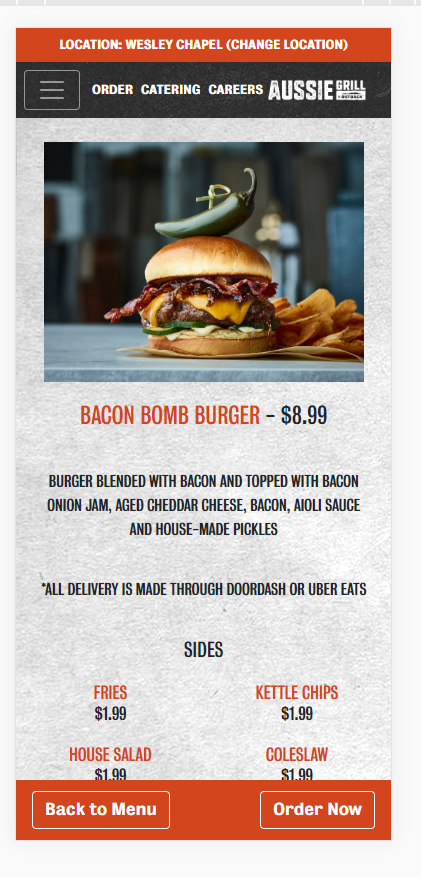 LOCATION: WESLEY CHAPEL (CHANGE LOCATION)
ORDER CATERING CAREERS AUSSIE GRILL
BACON BOMB BURGER - $8.99
BURGER BLENDED WITH BACON AND TOPPED WITH BACON
ONION JAM, AGED CHEDDAR CHEESE, BACON, AIOLI SAUCE
AND HOUSE-MADE PICKLES
*ALL DELIVERY IS MADE THROUGH DOORDASH OR UBER EATS
SIDES
FRIES KETTLE CHIPS
$1.99 $1.99
HOUSE SALAD COLESLAW
$1.99 $1.99
Back to Menu Order Now